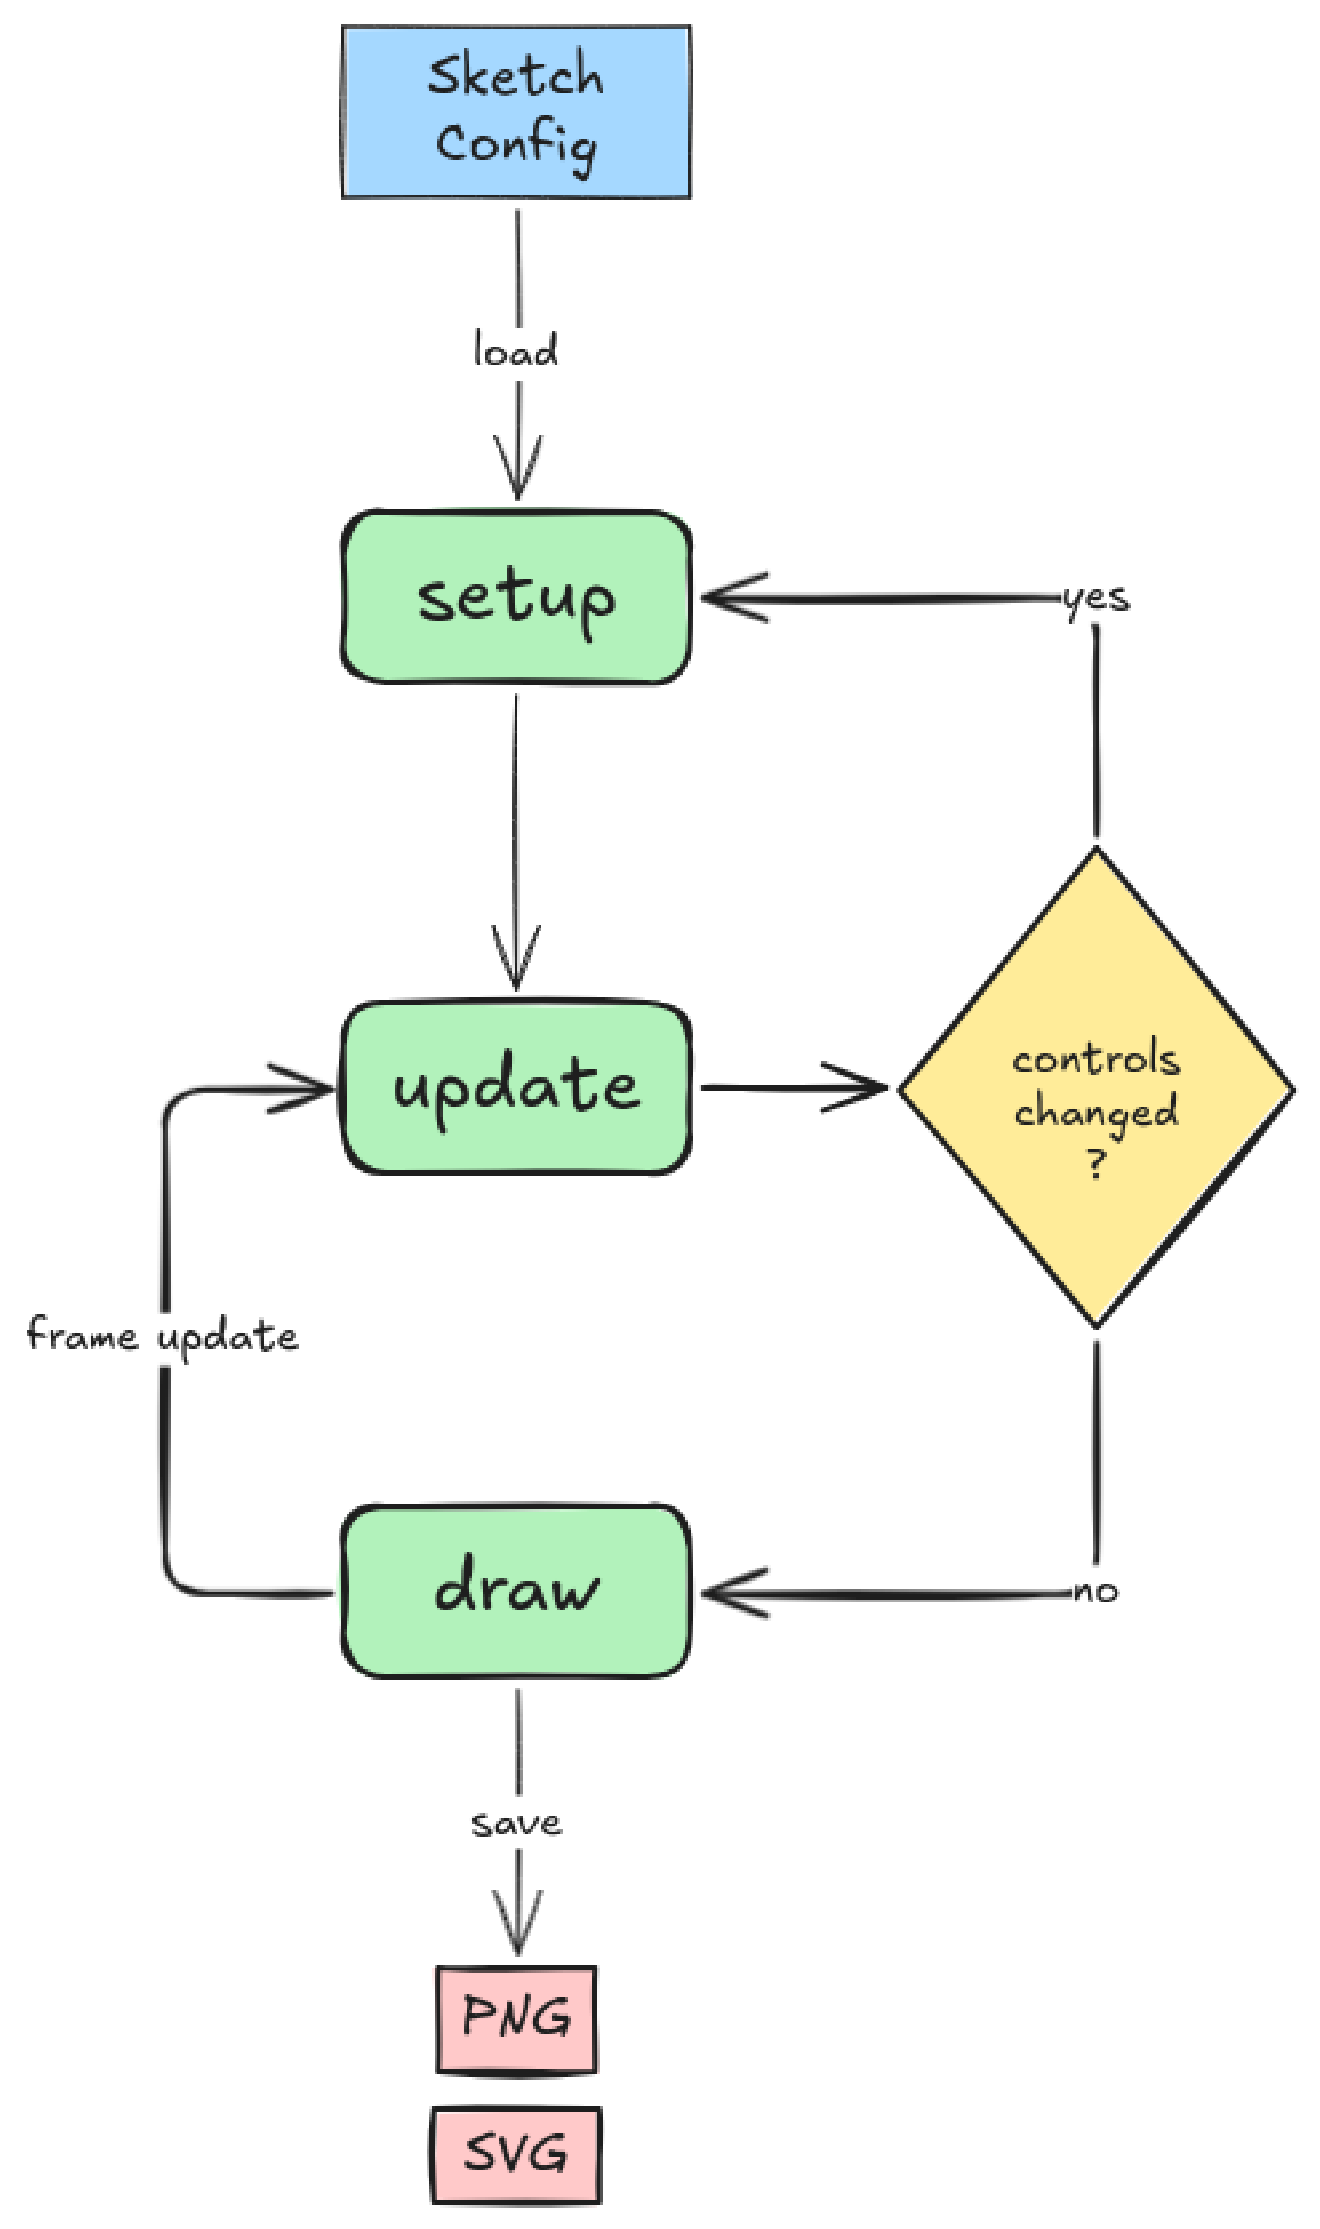 Sketch
Config
load
setup
yes
update
controls
changed
?
frame update
draw
no
save
PNG
SVG